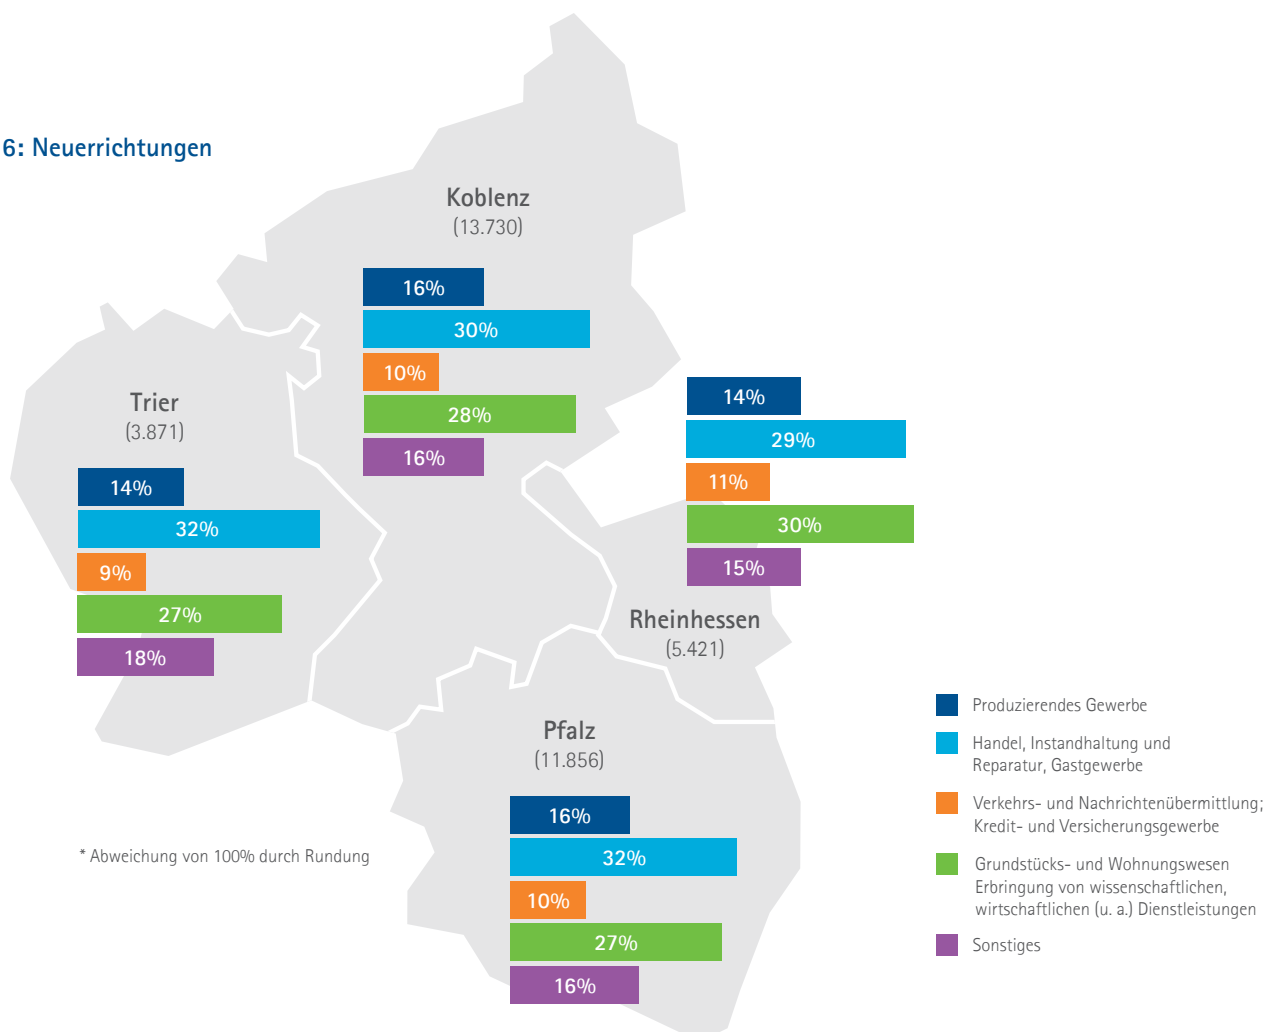 6: Neuerrichtungen
Koblenz
(13.730)
16%
30%
10%
28%
16%
Trier
(3.871)
14%
32%
9%
27%
18%
14%
29%
11%
30%
15%
Rheinhessen
(5.421)
Pfalz
(11.856)
16%
32%
10%
27%
16%
* Abweichung von 100% durch Rundung
Produzierendes Gewerbe
Handel, Instandhaltung und
Reparatur, Gastgewerbe
Verkehrs- und Nachrichtenübermittlung;
Kredit- und Versicherungsgewerbe
Grundstücks- und Wohnungswesen
Erbringung von wissenschaftlichen,
wirtschaftlichen (u. a.) Dienstleistungen
Sonstiges